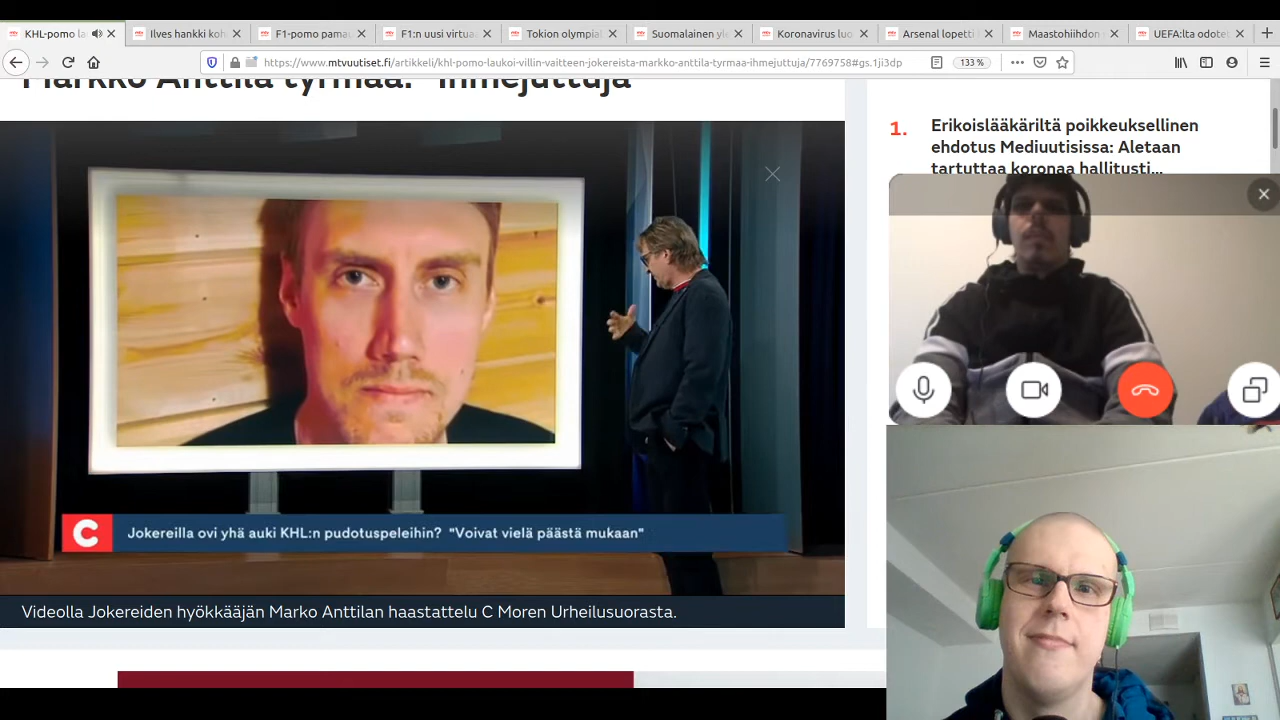 KHL-pomo la
Ilves hankki koh
F1-pomo pama
F1:n uusi virtua
Tokion olympial
Suomalainen yle
Koronavirus luo
Arsenal lopetti
Maastohiihdon
UEFA:lta odote
https://www.mtvuutiset.fi/artikkeli/khl-pomo-laukoi-villin-vaitteen-jokereista-markko-anttila-tyrmaa-ihmejuttuja/7769758#gs.1ji3dp
133 %
Markko Anttila tyrmää: "Ihmejuttuja"
C
Jokereilla ovi yhä auki KHL:n pudotuspeleihin? "Voivat vielä päästä mukaan"
Videolla Jokereiden hyökkääjän Marko Anttilan haastattelu C Moren Urheilusuorasta.
1.
Erikoislääkäriltä poikkeuksellinen
ehdotus Mediuutisissa: Aletaan
tartuttaa koronaa hallitusti...